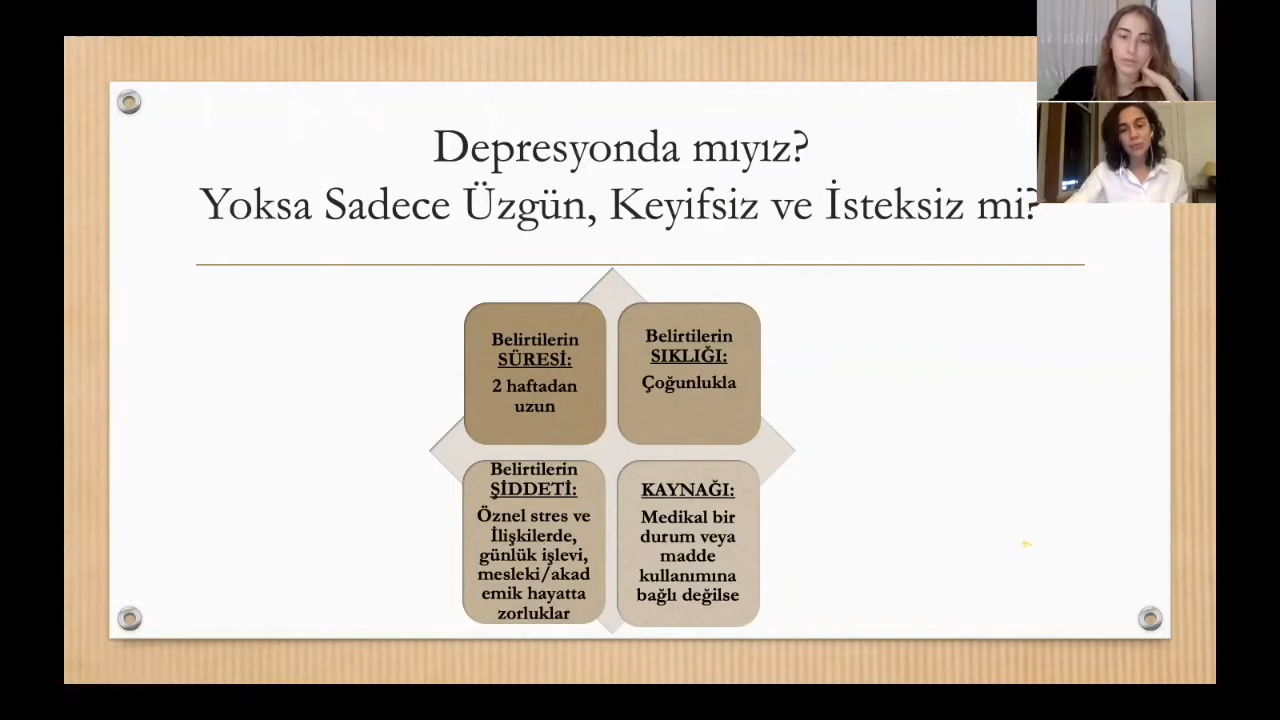 Depresyonda mıyız?
Yoksa Sadece Üzgün, Keyifsiz ve İsteksiz mi?
Belirtilerin
SÜRESİ:
2 haftadan
uzun
Belirtilerin
SIKLIĞI:
Çoğunlukla
Belirtilerin
ŞİDDETİ:
Öznel stres ve
İlişkilerde,
günlük işlevi,
mesleki/akad
emik hayatta
zorluklar
KAYNAĞI:
Medikal bir
durum veya
madde
kullanımına
bağlı değilse